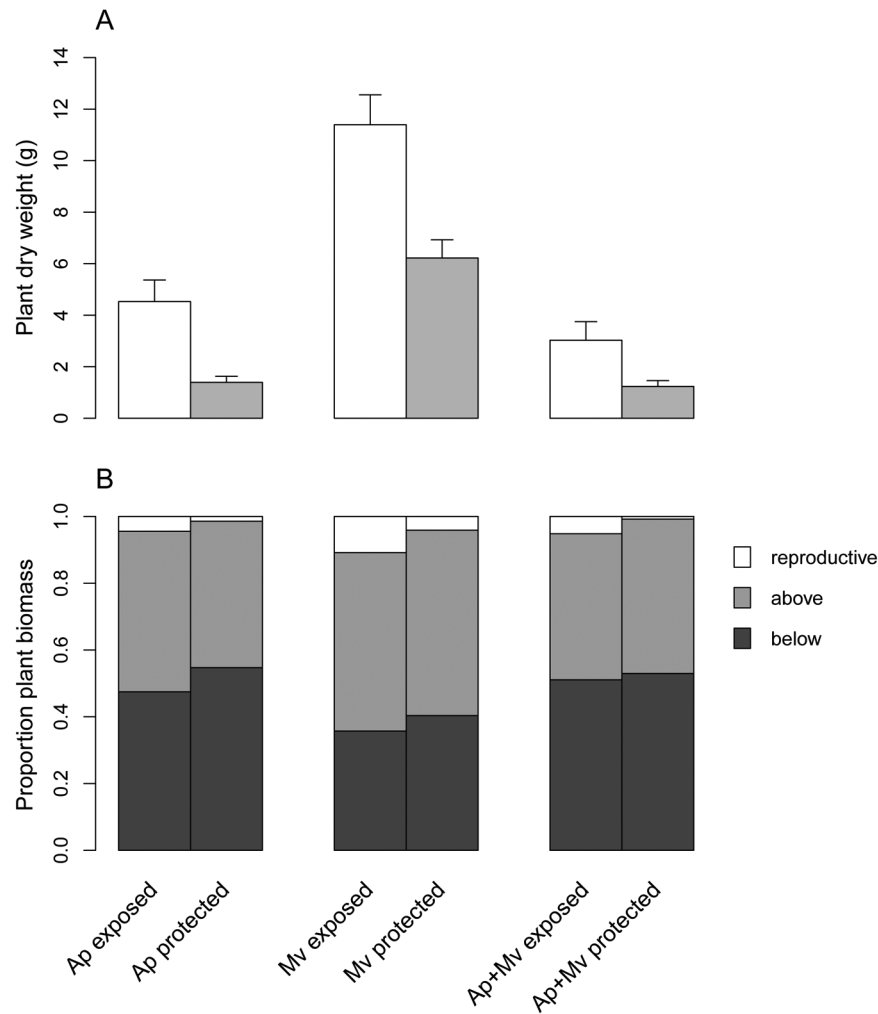 A
Plant dry weight (g)
14
12
10
8
6
4
2
0
B
Proportion plant biomass
1.0
0.8
0.6
0.4
0.2
0.0
reproductive
above
below
Ap exposed
Ap protected
Mv exposed
Mv protected
Ap+Mv exposed
Ap+Mv protected